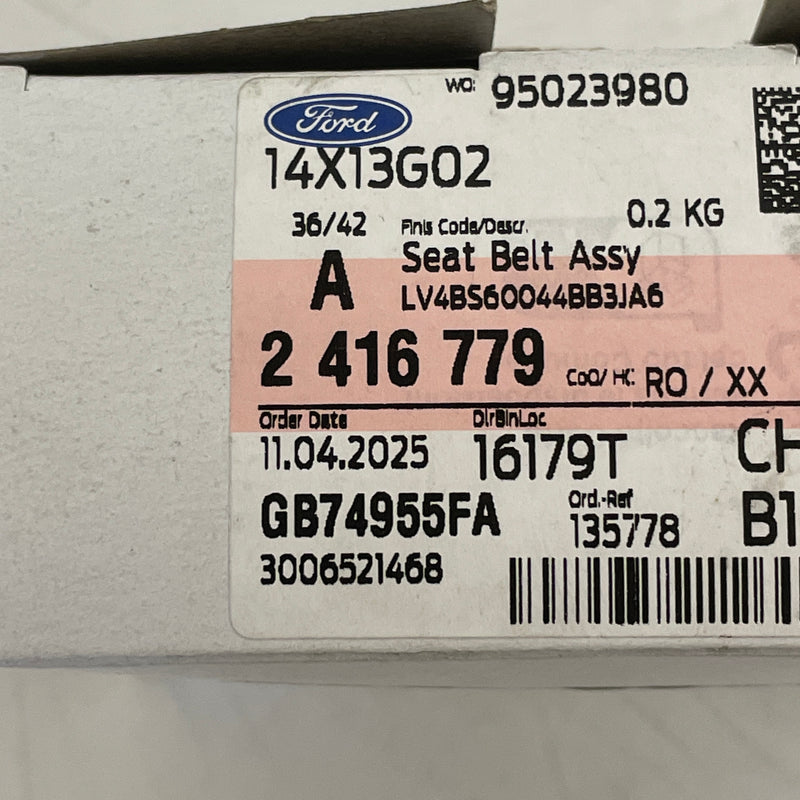 WO: 95023980
Ford
14X13G02
36/42 Finis Code/Descr. 0.2 KG
A Seat Belt Assy
LV4BS60044BB3JA6
2 416 779 CoO/ HC: RO / XX
Order Date DlrBinLoc
11.04.2025 16179T CH
GB74955FA Ord.-Ref B1
135778
3006521468